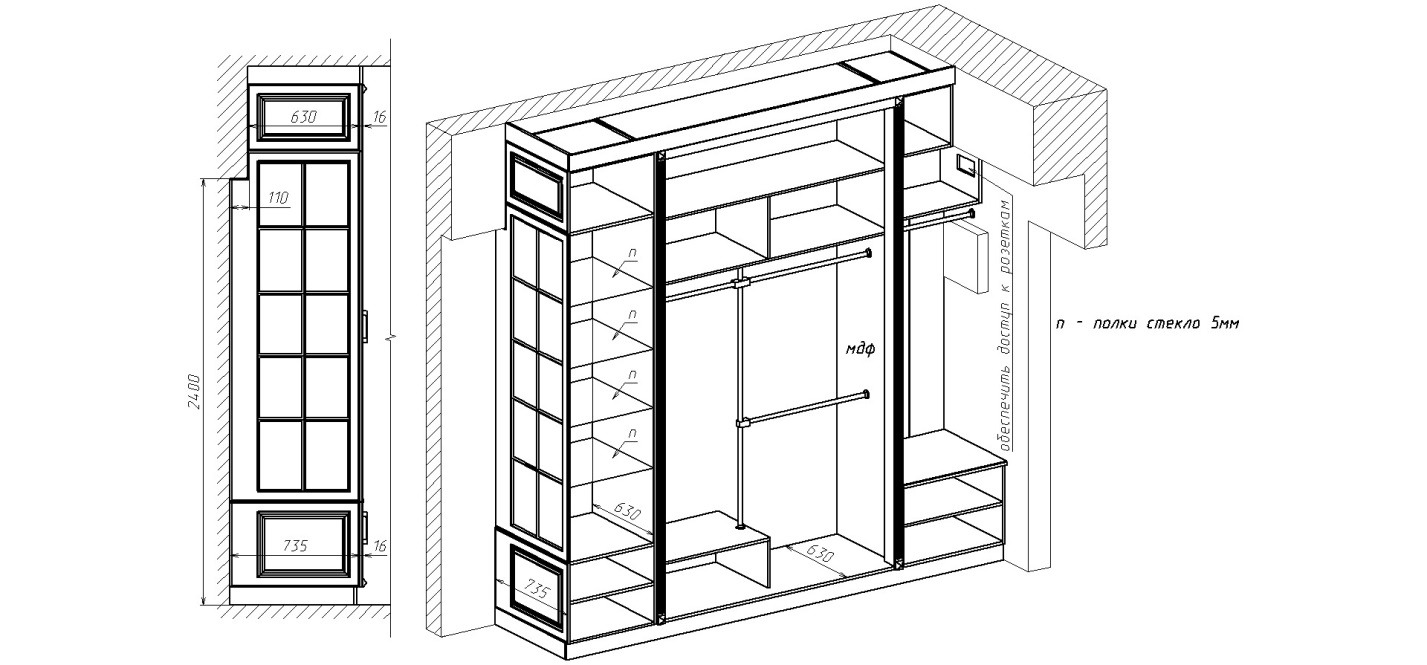 630
16
110
2400
735
16
п
п
п
п
630
735
630
мдф
обеспечить доступ к розеткам
п - полки стекло 5мм